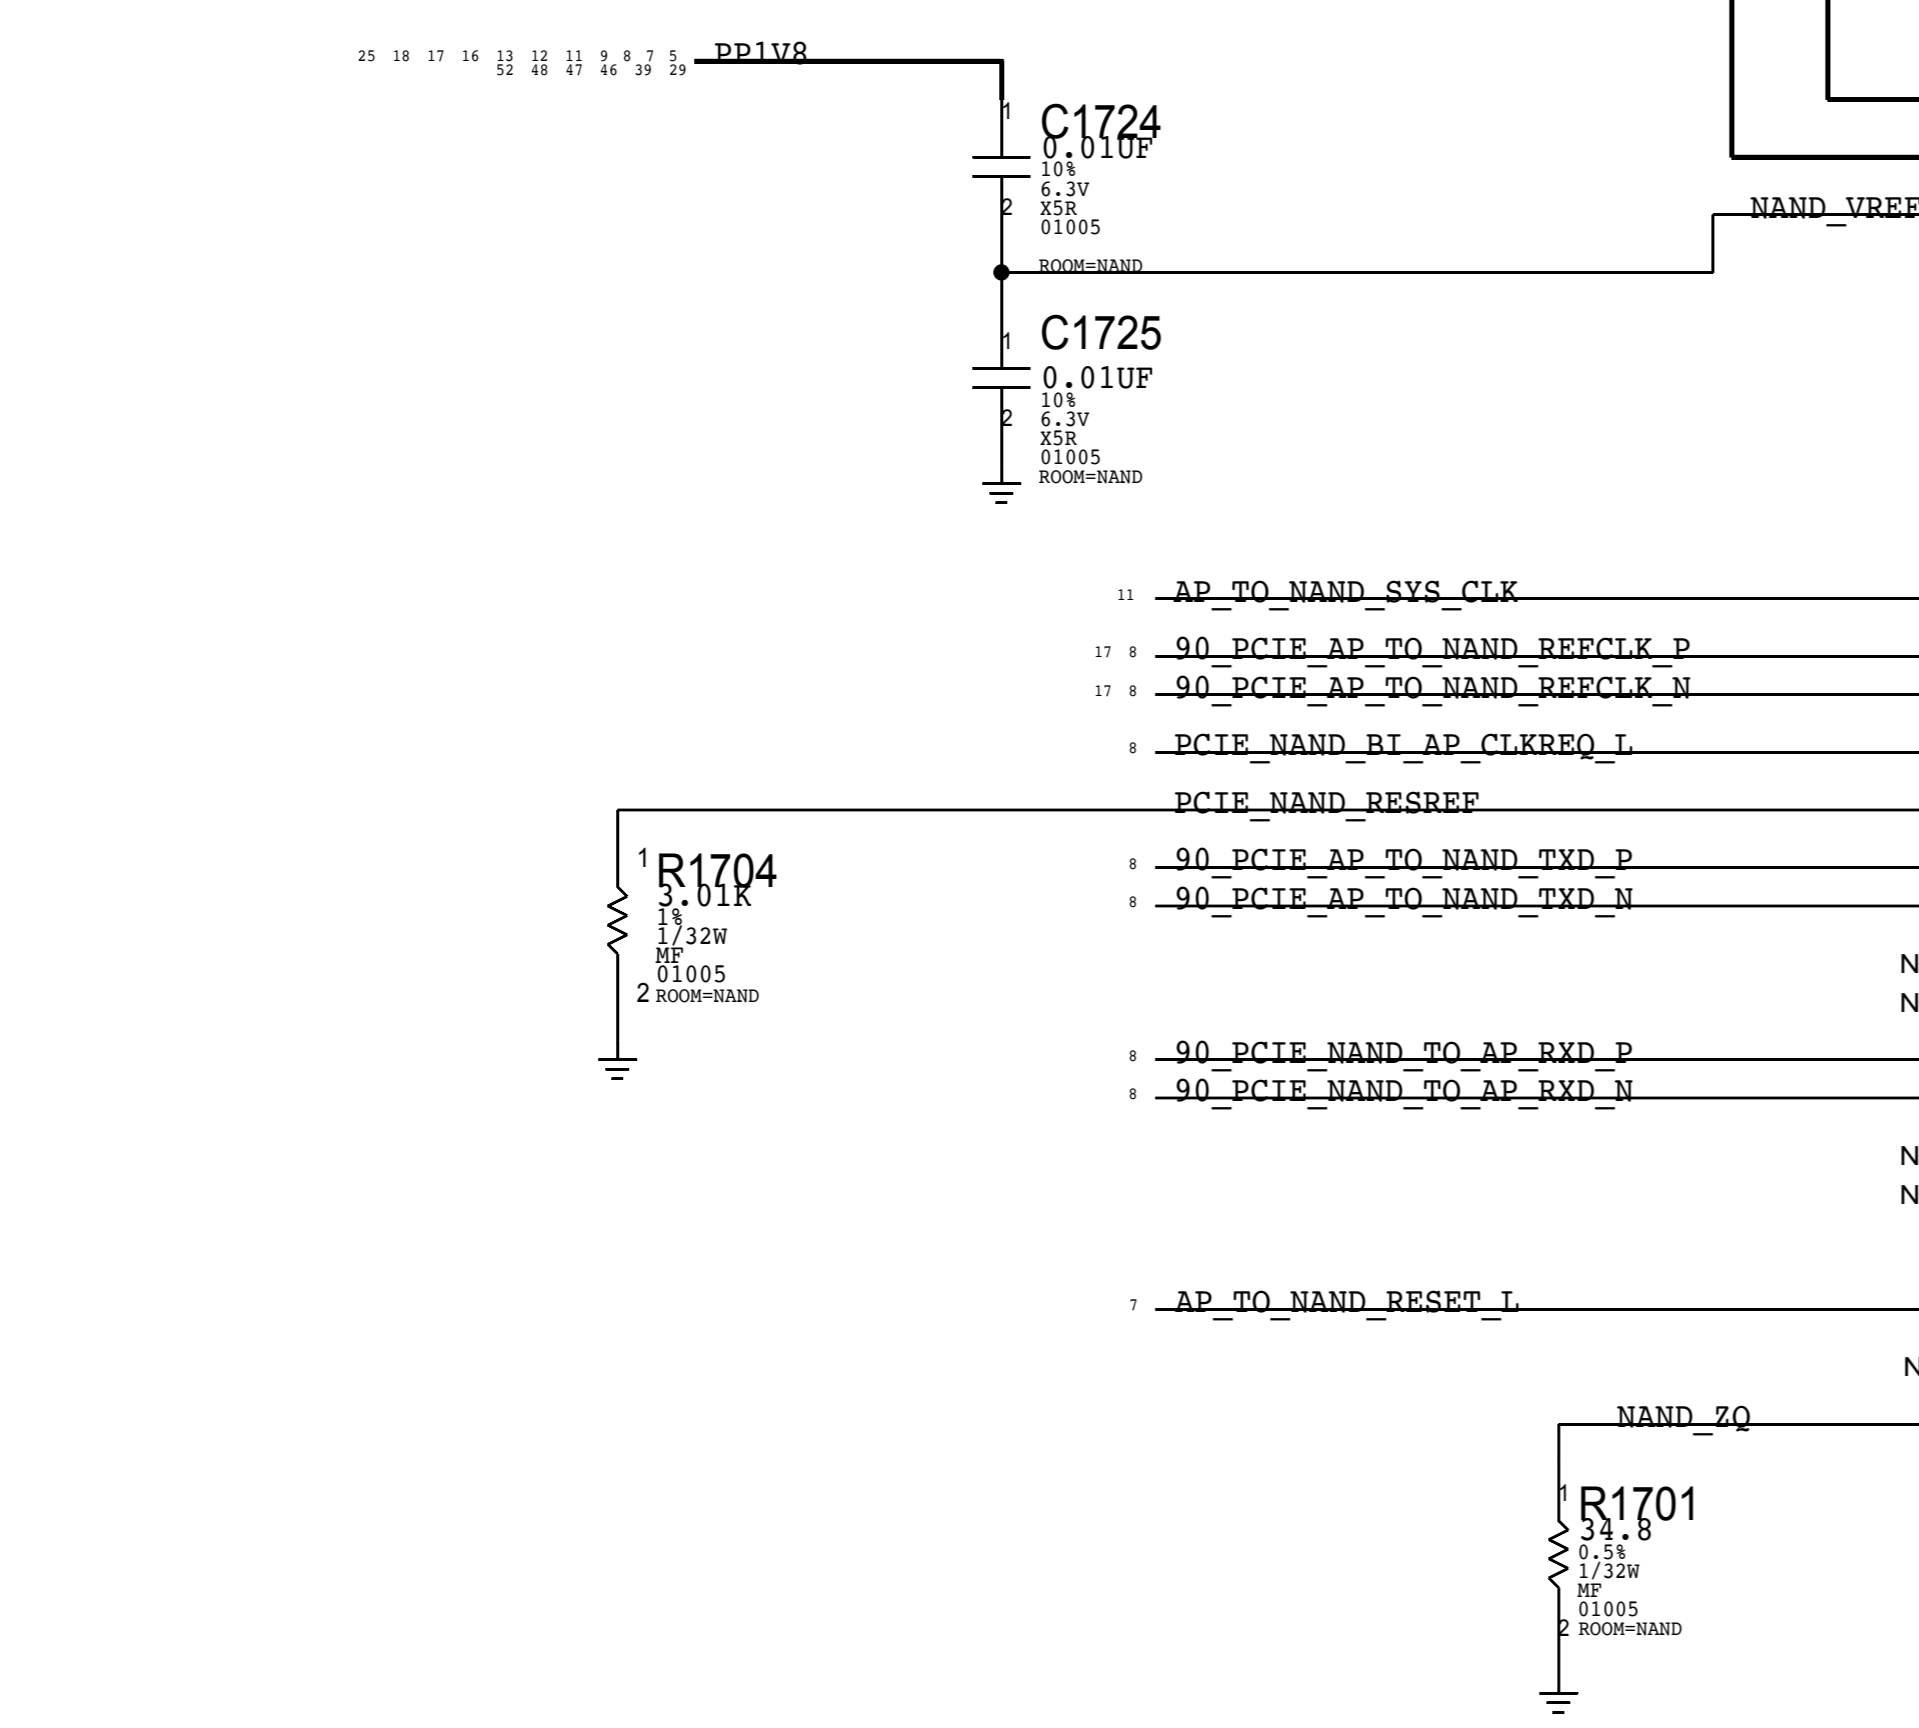 25 18 17 16 13 12 11 9 8 7 5 PP1V8
52 48 47 46 39 29
1 C1724
0.01UF
10%
6.3V
2 X5R
01005
ROOM=NAND
NAND_VREF
1 C1725
0.01UF
10%
2 6.3V
X5R
01005
ROOM=NAND
11 AP_TO_NAND_SYS_CLK
17 8 90_PCIE_AP_TO_NAND_REFCLK_P
17 8 90_PCIE_AP_TO_NAND_REFCLK_N
8 PCIE_NAND_BI_AP_CLKREQ_L
PCIE_NAND_RESREF
1 R1704
3.01K
1%
1/32W
MF
01005
2 ROOM=NAND
8 90_PCIE_AP_TO_NAND_TXD_P
8 90_PCIE_AP_TO_NAND_TXD_N
N
N
8 90_PCIE_NAND_TO_AP_RXD_P
8 90_PCIE_NAND_TO_AP_RXD_N
N
N
7 AP_TO_NAND_RESET_L
N
NAND_ZQ
1 R1701
34.8
0.5%
1/32W
MF
01005
2 ROOM=NAND